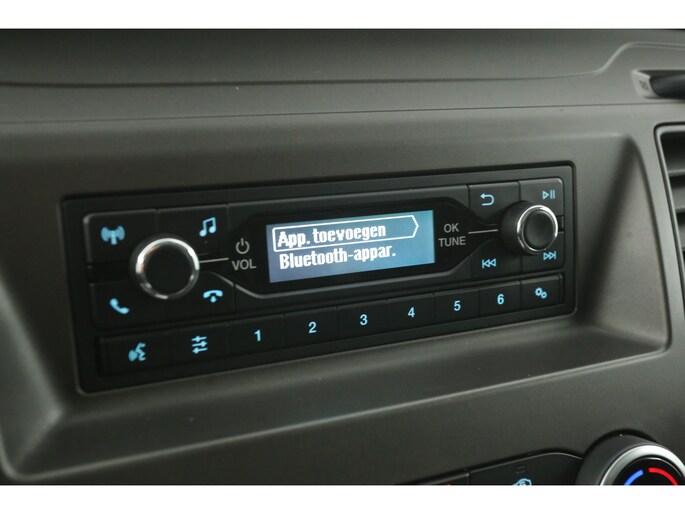 App. toevoegen
Bluetooth-appar.
VOL
OK
TUNE
1 2 3 4 5 6